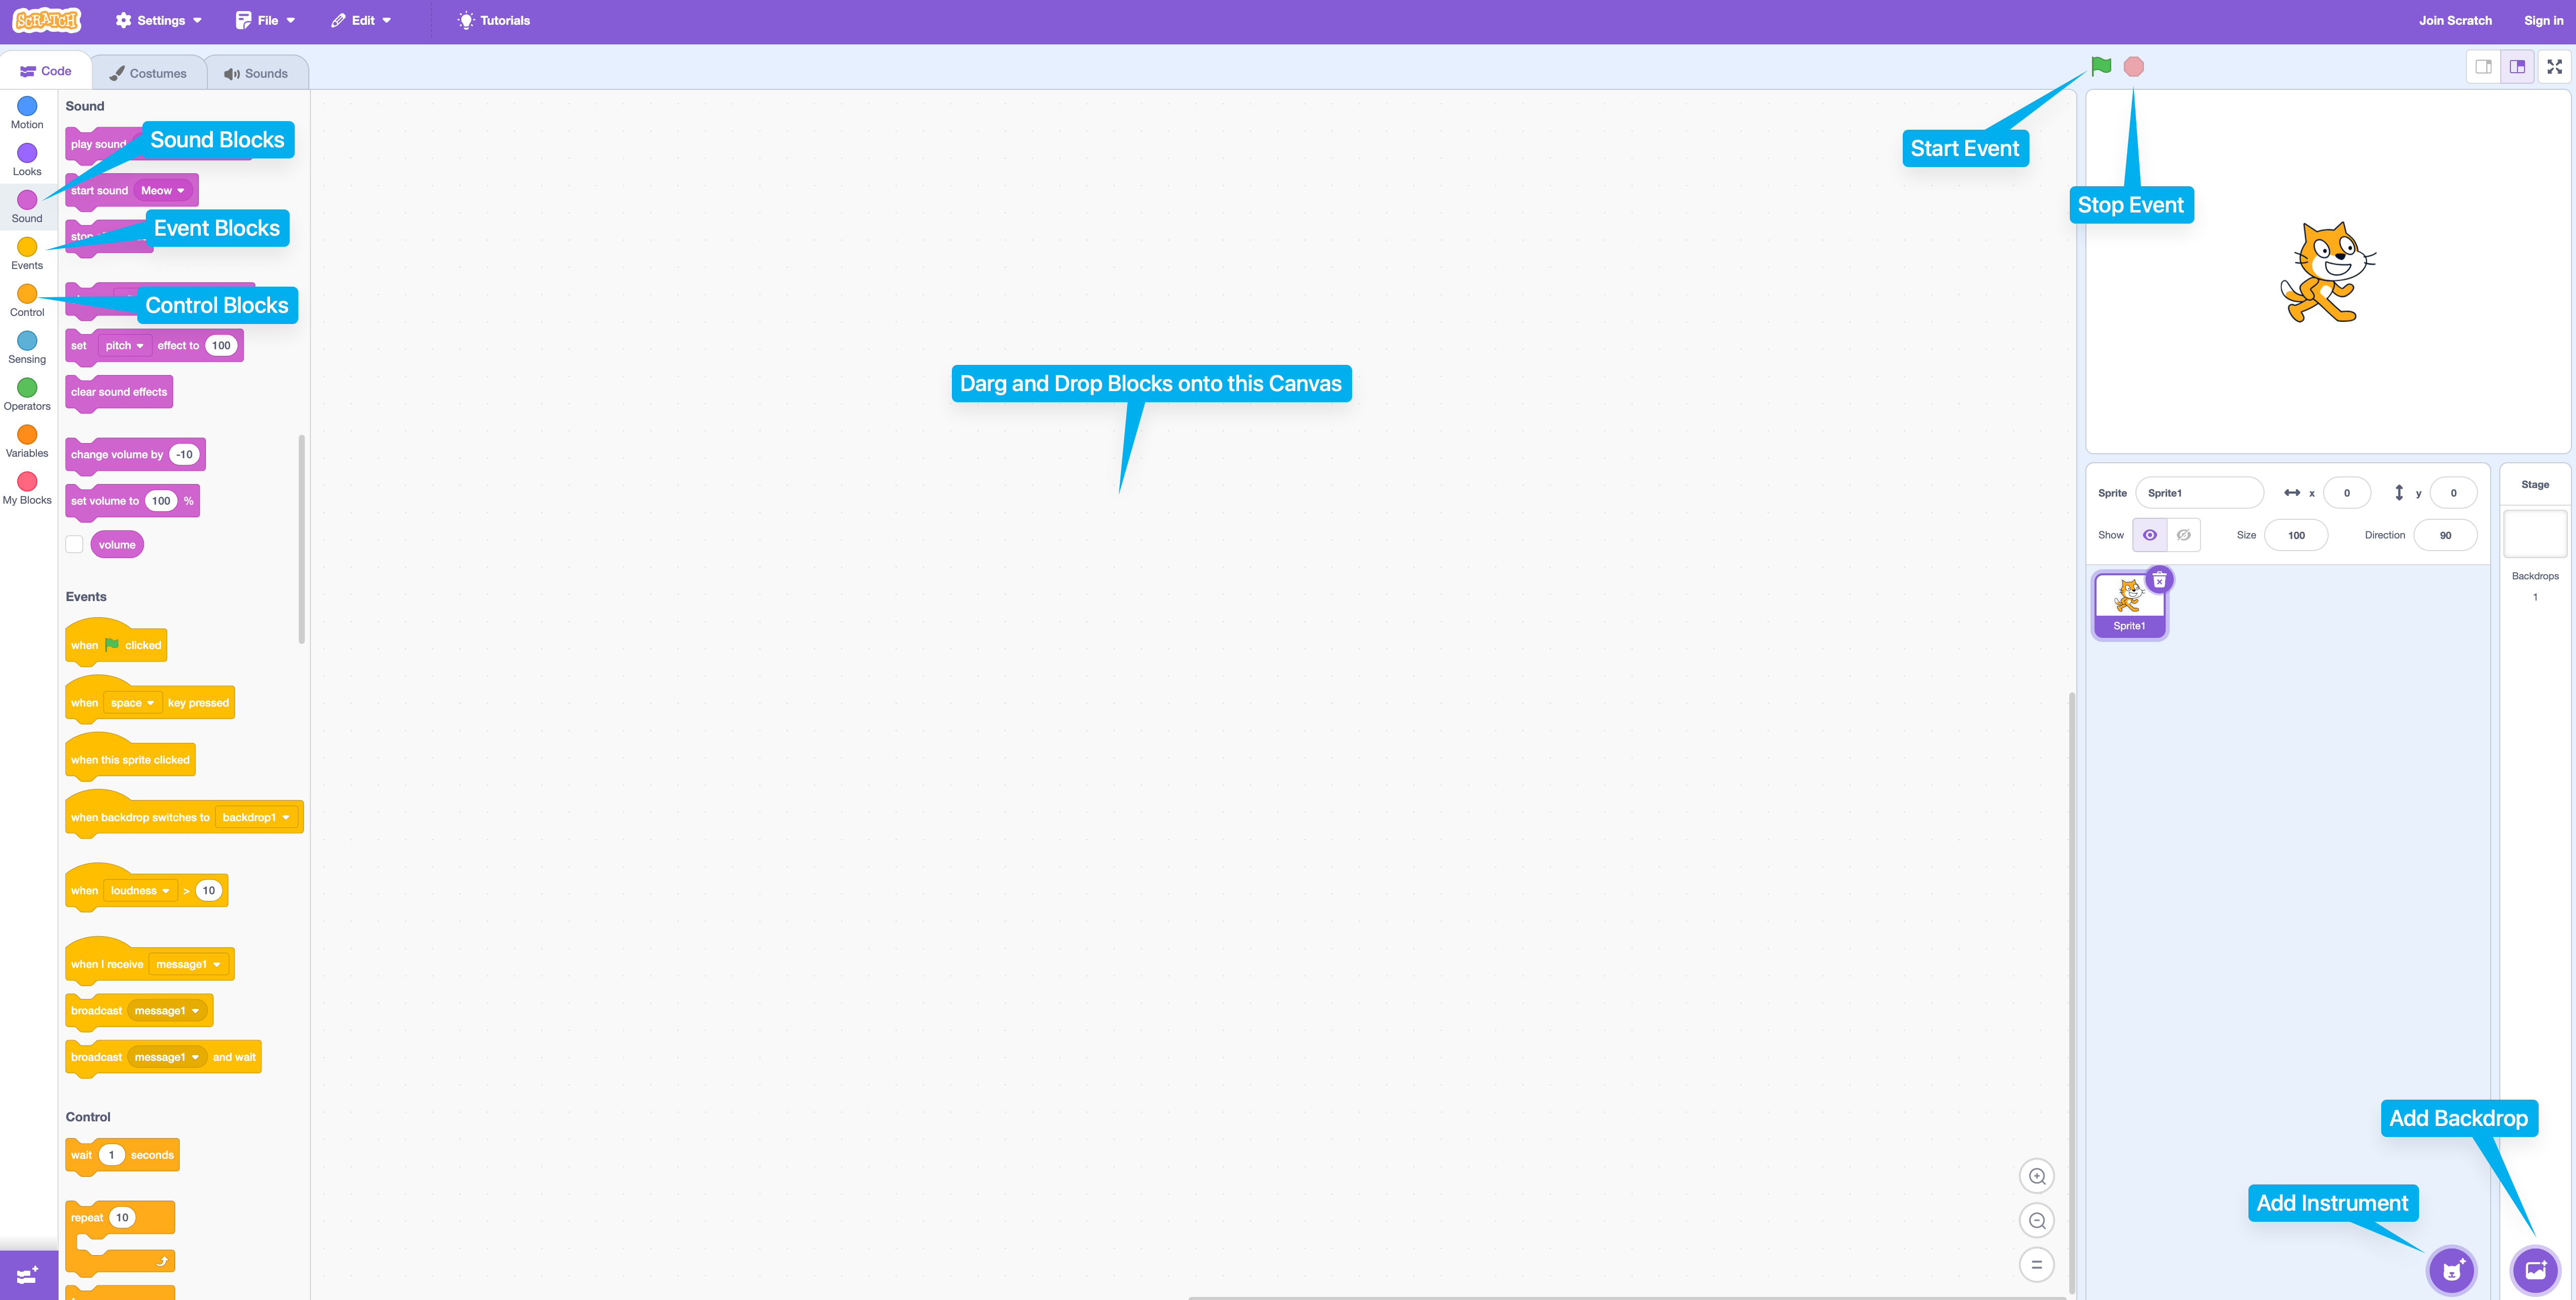 SCRATCH Settings File Edit Tutorials Join Scratch Sign in
Code Costumes Sounds
Motion
Looks
Sound
Events
Control
Sensing
Operators
Variables
My Blocks
Sound
play sound
Sound Blocks
start sound Meow
Event Blocks
Control Blocks
set pitch effect to 100
clear sound effects
change volume by -10
set volume to 100 %
volume
Events
when clicked
when space key pressed
when this sprite clicked
when backdrop switches to backdrop1
when loudness > 10
when I receive message1
broadcast message1
broadcast message1 and wait
Control
wait 1 seconds
repeat 10
Darg and Drop Blocks onto this Canvas
Start Event
Stop Event
Sprite Sprite1 x 0 y 0
Show Size 100 Direction 90
Sprite1
Stage
Backdrops
1
Add Backdrop
Add Instrument